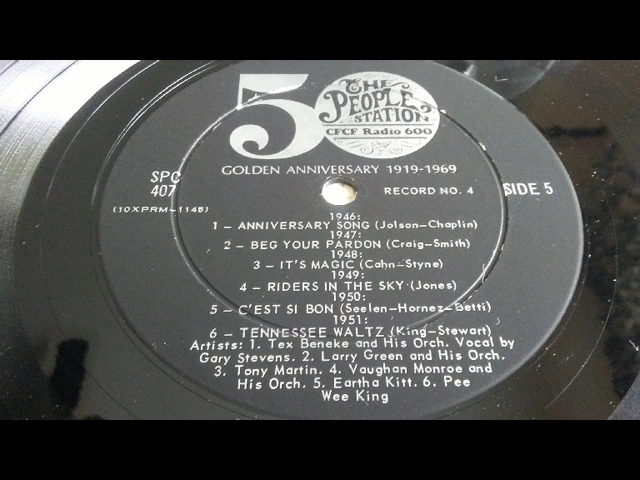 50
THE
PEOPLE
STATION
CFCF Radio 600
GOLDEN ANNIVERSARY 1919-1969
SPC
407
RECORD NO. 4
SIDE 5
(10XPRM-1145)
1946:
1 – ANNIVERSARY SONG (Jolson-Chaplin)
1947:
2 – BEG YOUR PARDON (Craig-Smith)
1948:
3 – IT'S MAGIC (Cahn-Styne)
1949:
4 – RIDERS IN THE SKY (Jones)
1950:
5 – C'EST SI BON (Seelen-Hornez-Betti)
1951:
6 – TENNESSEE WALTZ (King-Stewart)
Artists: 1. Tex Beneke and His Orch. Vocal by
Gary Stevens. 2. Larry Green and His Orch.
3. Tony Martin. 4. Vaughan Monroe and
His Orch. 5. Eartha Kitt. 6. Pee
Wee King